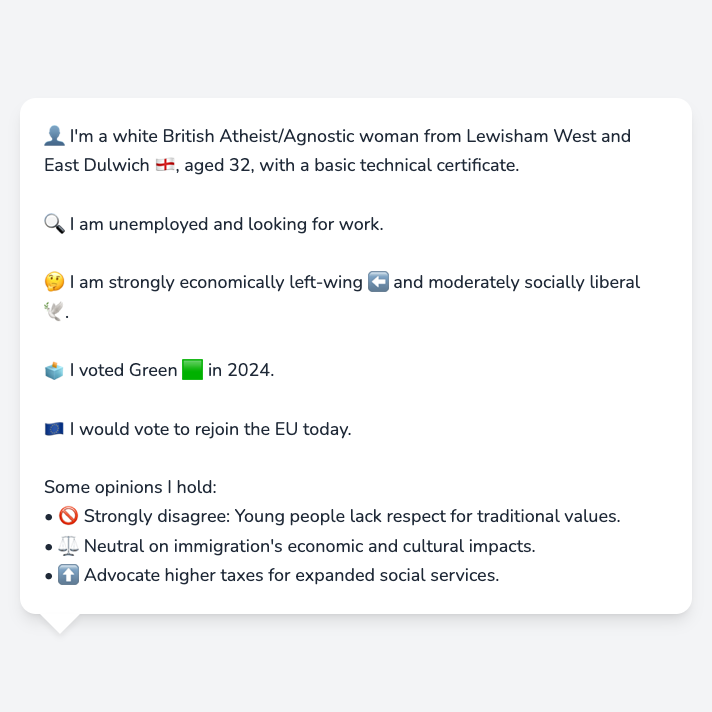 👤 I'm a white British Atheist/Agnostic woman from Lewisham West and
East Dulwich 🏴󠁧󠁢󠁥󠁮󠁧󠁿, aged 32, with a basic technical certificate.
🔍 I am unemployed and looking for work.
🤔 I am strongly economically left-wing ⬅️ and moderately socially liberal
🕊️.
🗳️ I voted Green 🟩 in 2024.
🇪🇺 I would vote to rejoin the EU today.
Some opinions I hold:
• 🚫 Strongly disagree: Young people lack respect for traditional values.
• ⚖️ Neutral on immigration's economic and cultural impacts.
• ⬆️ Advocate higher taxes for expanded social services.